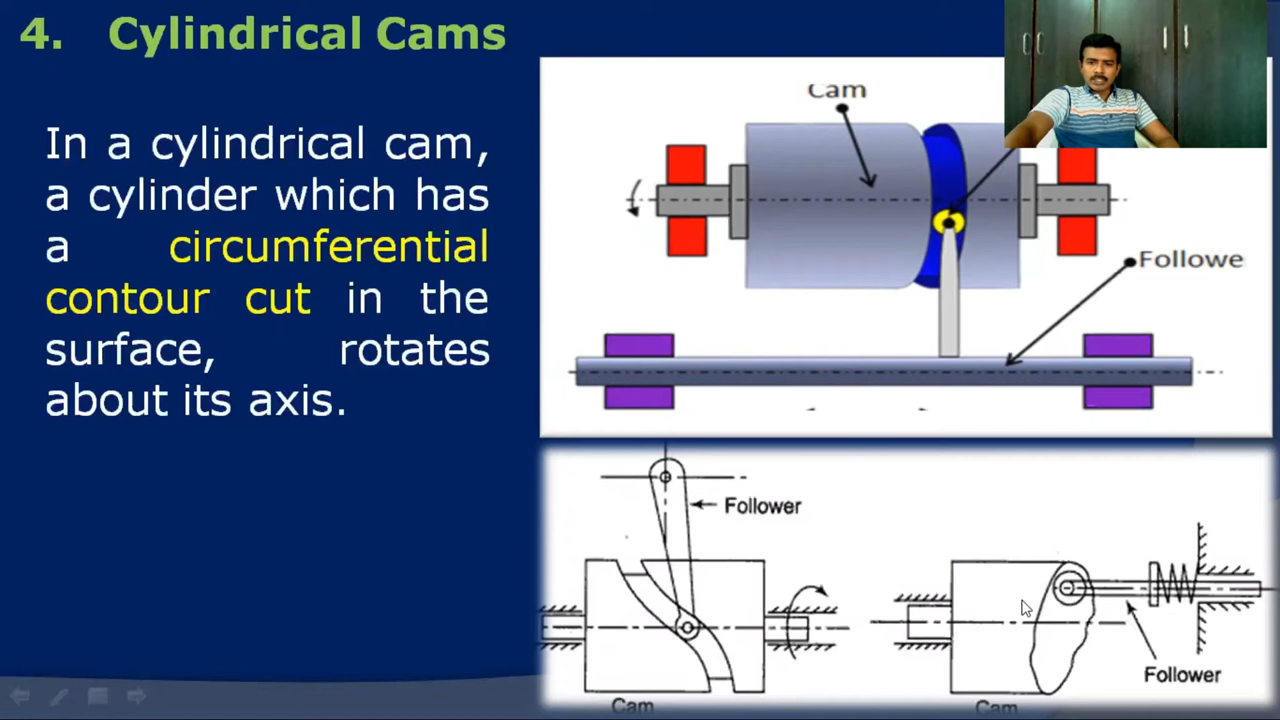 4. Cylindrical Cams
In a cylindrical cam,
a cylinder which has
a circumferential
contour cut in the
surface, rotates
about its axis.
Cam
Followe
Follower
Cam
Follower
Cam